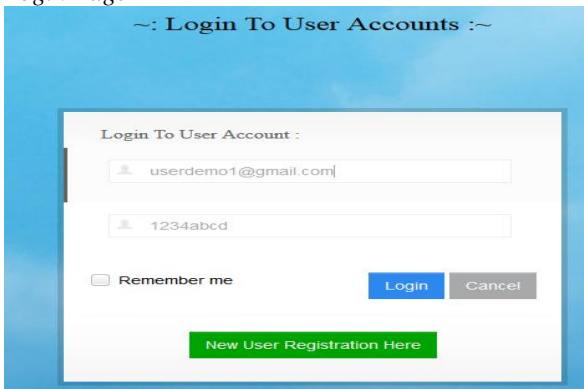 ~: Login To User Accounts :~
Login To User Account :
userdemo1@gmail.com
1234abcd
Remember me
Login Cancel
New User Registration Here